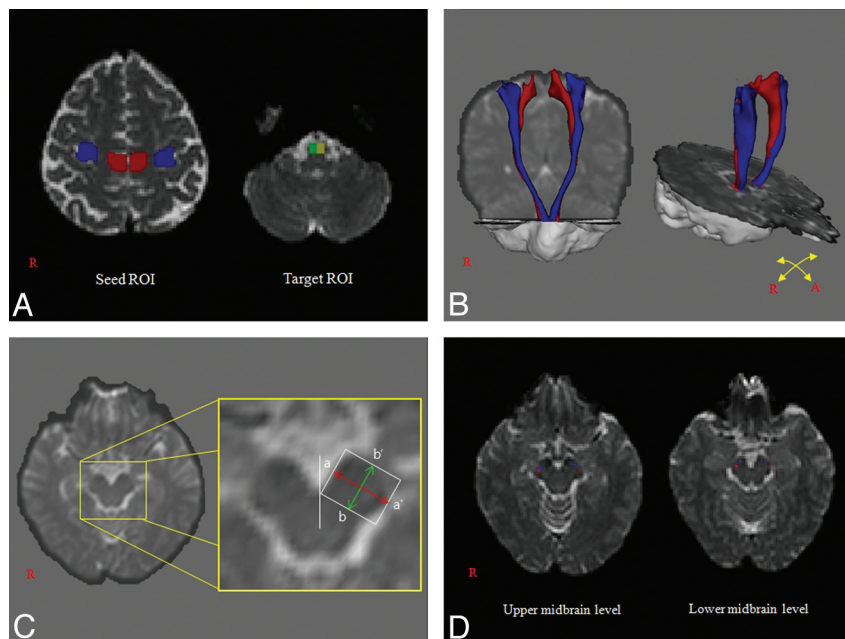 R
Seed ROI
Target ROI
A
R
R
A
B
a
b'
b
a'
R
C
R
Upper midbrain level
Lower midbrain level
D